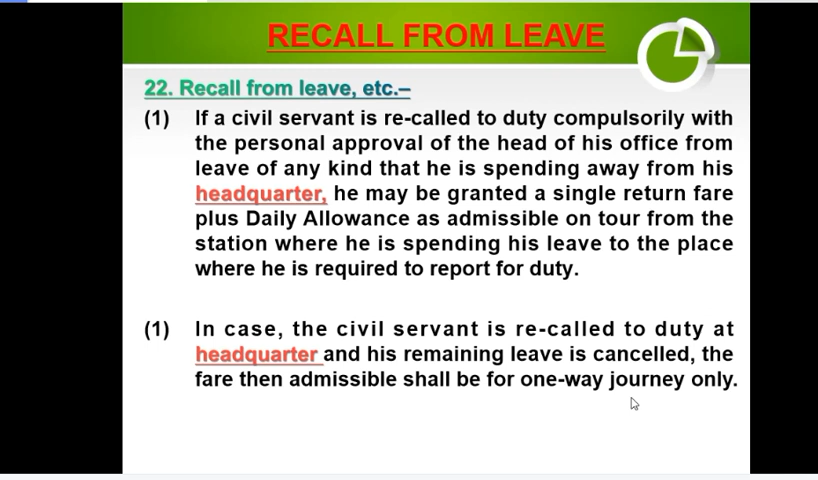 RECALL FROM LEAVE
22. Recall from leave, etc.–
(1) If a civil servant is re-called to duty compulsorily with
the personal approval of the head of his office from
leave of any kind that he is spending away from his
headquarter, he may be granted a single return fare
plus Daily Allowance as admissible on tour from the
station where he is spending his leave to the place
where he is required to report for duty.
(1) In case, the civil servant is re-called to duty at
headquarter and his remaining leave is cancelled, the
fare then admissible shall be for one-way journey only.